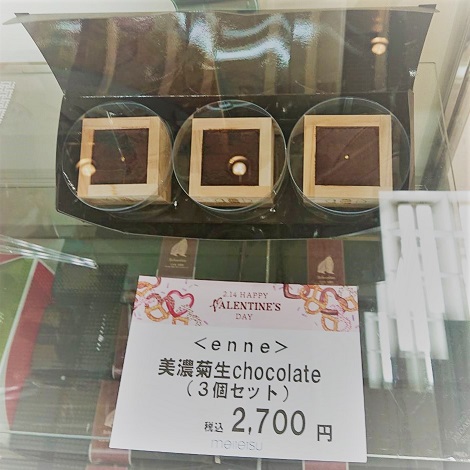 2.14 HAPPY
VALENTINE'S
DAY
<enne>
美濃菊生chocolate
(3個セット)
税込 2,700 円
meitetsu